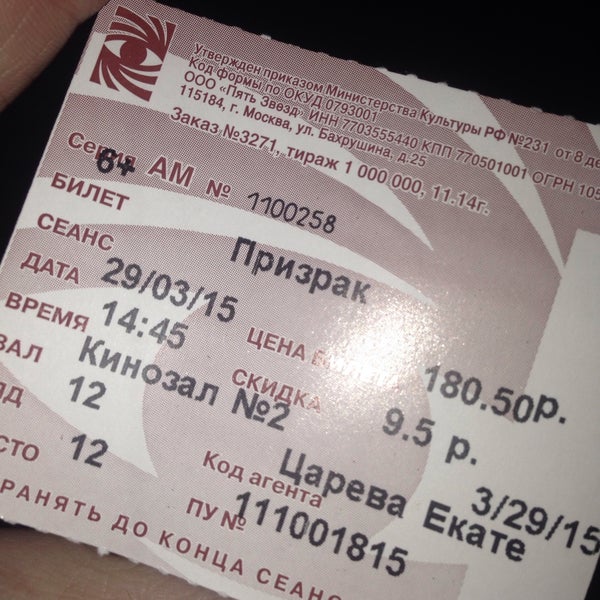 Утвержден приказом Министерства Культуры РФ №231 от 8 де
Код формы по ОКУД 0793001
ООО «Пять Звезд» ИНН 7703555440 КПП 770501001 ОГРН 105
115184, г. Москва, ул. Бахрушина, д.25
Заказ №3271, тираж 1 000 000, 11.14г.
Серия АМ № 1100258
6+
БИЛЕТ
СЕАНС Призрак
ДАТА 29/03/15
ВРЕМЯ 14:45 ЦЕНА 180.50р.
ЗАЛ Кинозал №2 СКИДКА 9.5 р.
ЯД 12
СТО 12 Код агента Царева Екате 3/29/15
ПУ № 111001815
РАНЯТЬ ДО КОНЦА СЕАНС